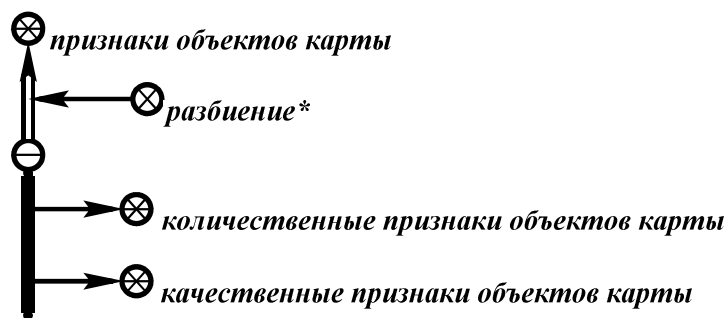 признаки объектов карты
разбиение*
количественные признаки объектов карты
качественные признаки объектов карты